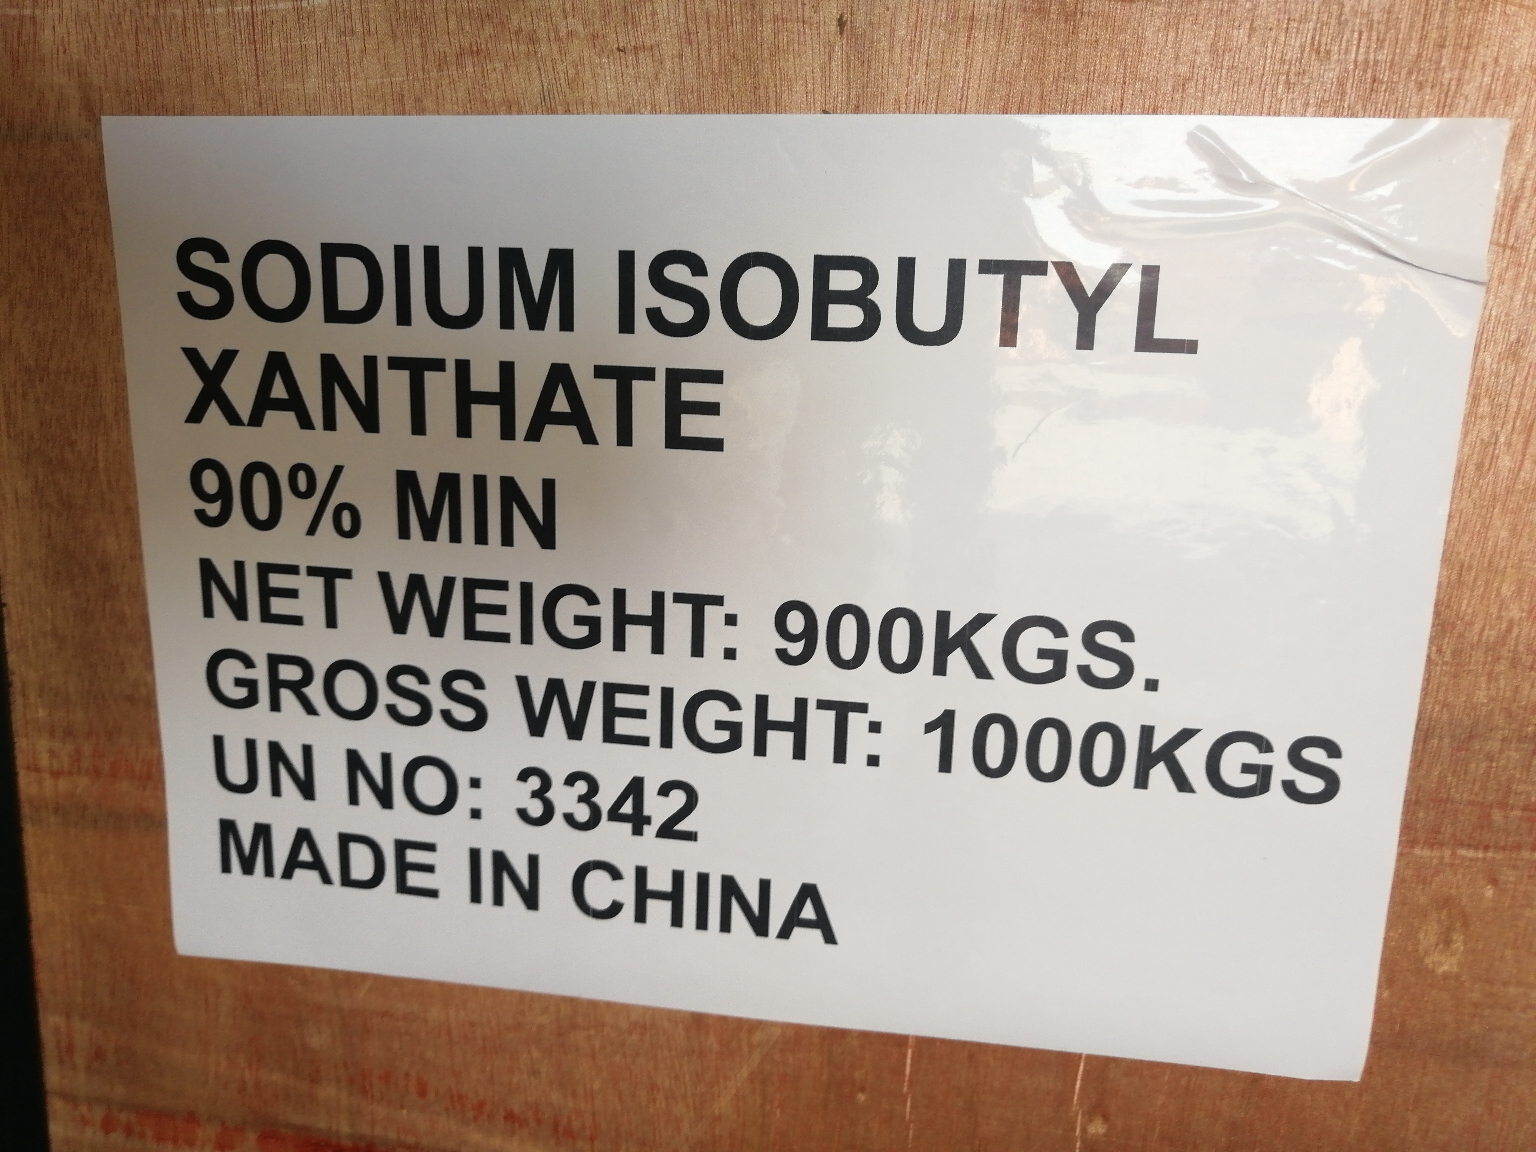 SODIUM ISOBUTYL
XANTHATE
90% MIN
NET WEIGHT: 900KGS.
GROSS WEIGHT: 1000KGS
UN NO: 3342
MADE IN CHINA